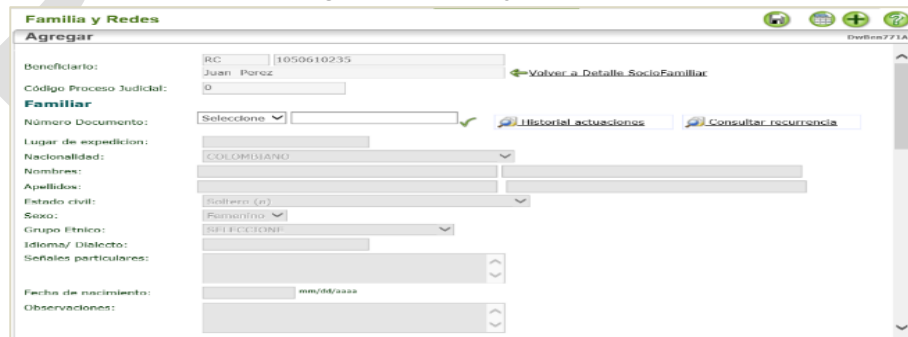 Familia y Redes
Agregar DwBen771A
Beneficiario: RC 1050610235
Juan Perez Volver a Detalle SocioFamiliar
Código Proceso Judicial: 0
Familiar
Número Documento: Seleccione Historial actuaciones Consultar recurrencia
Lugar de expedicion:
Nacionalidad: COLOMBIANO
Nombres:
Apellidos:
Estado civil: Soltero (a)
Sexo: Femenino
Grupo Etnico: SELECCIONE
Idioma/ Dialecto:
Señales particulares:
Fecha de nacimiento: mm/dd/aaaa
Observaciones: